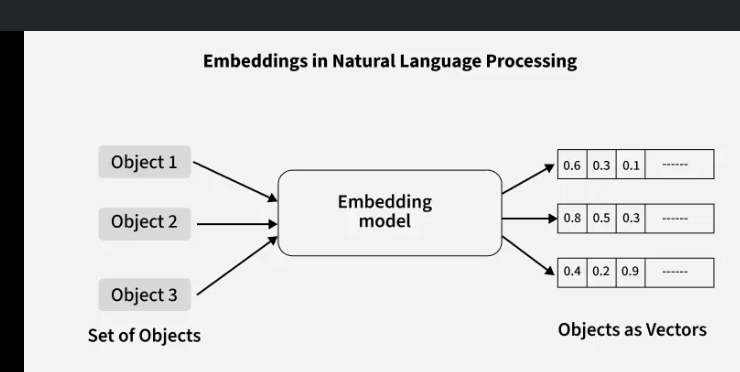 Embeddings in Natural Language Processing
Object 1
Object 2
Object 3
Set of Objects
Embedding
model
0.6 0.3 0.1 ------
0.8 0.5 0.3 ------
0.4 0.2 0.9 ------
Objects as Vectors